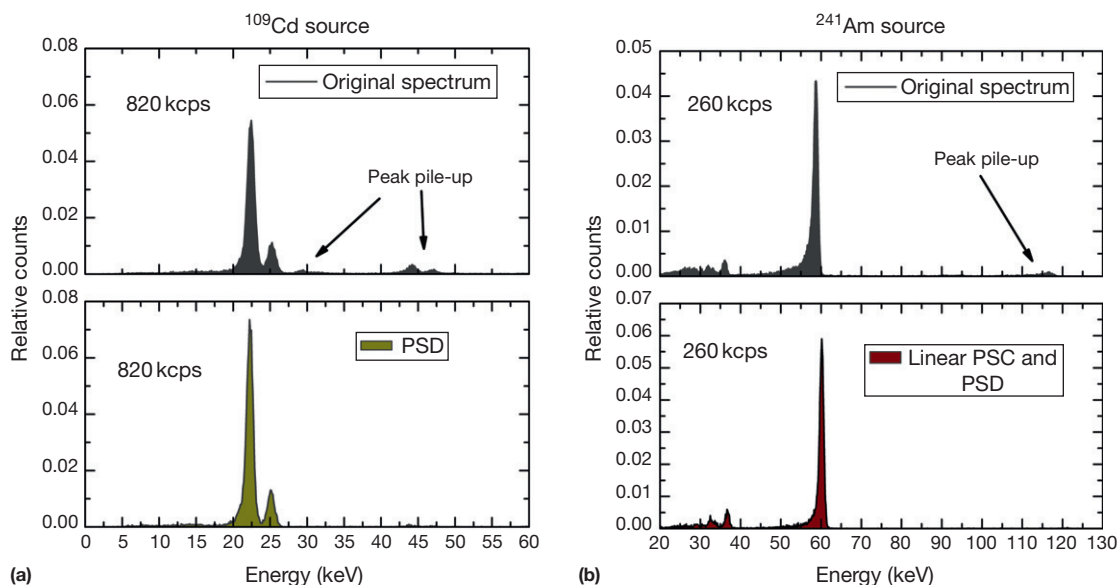 ¹⁰⁹Cd source
0.08
0.06
0.04
0.02
0.00
Original spectrum
820 kcps
Peak pile-up
Relative counts
0.08
0.06
0.04
0.02
0.00
PSD
820 kcps
0 5 10 15 20 25 30 35 40 45 50 55 60
(a)
Energy (keV)
²⁴¹Am source
0.05
0.04
0.03
0.02
0.01
0.00
Original spectrum
260 kcps
Peak pile-up
Relative counts
0.07
0.06
0.05
0.04
0.03
0.02
0.01
0.00
Linear PSC and
PSD
260 kcps
20 30 40 50 60 70 80 90 100 110 120 130
(b)
Energy (keV)